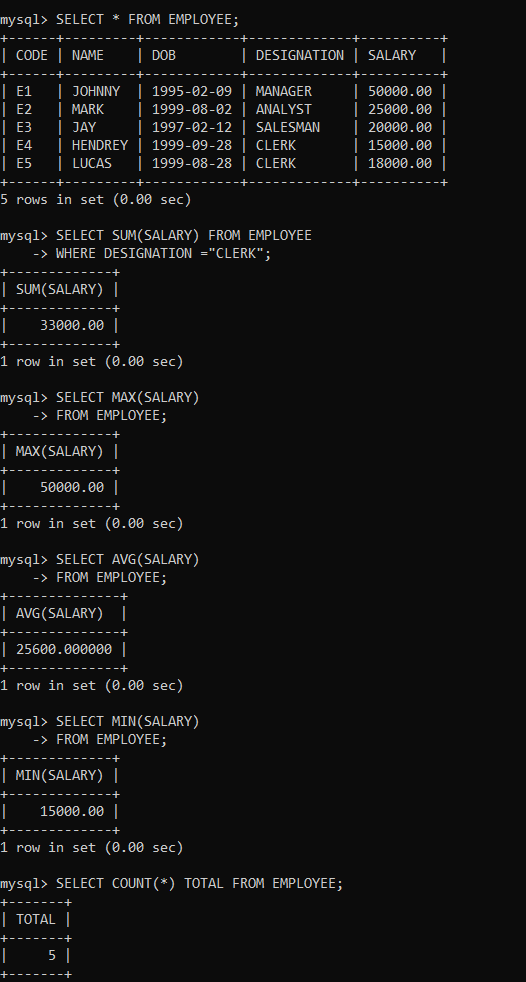 mysql> SELECT * FROM EMPLOYEE;
+------+---------+------------+-------------+----------+
| CODE | NAME    | DOB        | DESIGNATION | SALARY   |
+------+---------+------------+-------------+----------+
| E1   | JOHNNY  | 1995-02-09 | MANAGER     | 50000.00 |
| E2   | MARK    | 1999-08-02 | ANALYST     | 25000.00 |
| E3   | JAY     | 1997-02-12 | SALESMAN    | 20000.00 |
| E4   | HENDREY | 1999-09-28 | CLERK       | 15000.00 |
| E5   | LUCAS   | 1999-08-28 | CLERK       | 18000.00 |
+------+---------+------------+-------------+----------+
5 rows in set (0.00 sec)

mysql> SELECT SUM(SALARY) FROM EMPLOYEE
    -> WHERE DESIGNATION ="CLERK";
+-------------+
| SUM(SALARY) |
+-------------+
|    33000.00 |
+-------------+
1 row in set (0.00 sec)

mysql> SELECT MAX(SALARY)
    -> FROM EMPLOYEE;
+-------------+
| MAX(SALARY) |
+-------------+
|    50000.00 |
+-------------+
1 row in set (0.00 sec)

mysql> SELECT AVG(SALARY)
    -> FROM EMPLOYEE;
+--------------+
| AVG(SALARY)  |
+--------------+
| 25600.000000 |
+--------------+
1 row in set (0.00 sec)

mysql> SELECT MIN(SALARY)
    -> FROM EMPLOYEE;
+-------------+
| MIN(SALARY) |
+-------------+
|    15000.00 |
+-------------+
1 row in set (0.00 sec)

mysql> SELECT COUNT(*) TOTAL FROM EMPLOYEE;
+-------+
| TOTAL |
+-------+
|     5 |
+-------+